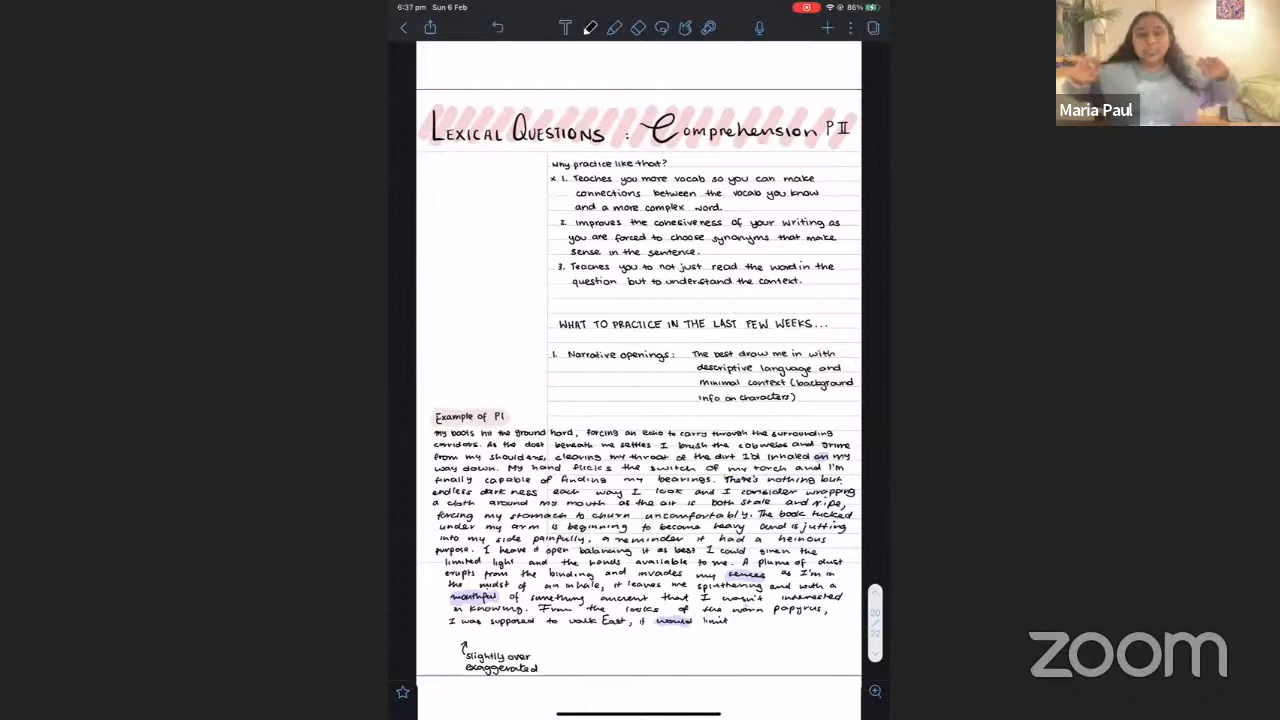 6:37 pm Sun 6 Feb
86%
Maria Paul
LEXICAL QUESTIONS : COMPREHENSION P II
Why practice like that?
x 1. Teaches you more vocab so you can make
connections between the vocab you know
and a more complex word.
2. Improves the cohesiveness of your writing as
you are forced to choose synonyms that make
sense in the sentence.
3. Teaches you to not just read the word in the
question but to understand the context.
WHAT TO PRACTICE IN THE LAST FEW WEEKS...
1. Narrative openings: The best draw me in with
descriptive language and
minimal context (background
info on characters)
Example of P1
My boots hit the ground hard, forcing an echo to carry through the surrounding
corridors. As the dust beneath me settles I brush the cobwebs and grime
from my shoulders, clearing my throat of the dirt I'd inhaled on my
way down. My hand flicks the switch of my torch and I'm
finally capable of finding my bearings. There's nothing but
endless darkness each way I look and I consider wrapping
a cloth around my mouth as the air is both stale and ripe,
forcing my stomach to churn uncomfortably. The book tucked
under my arm is beginning to become heavy and is jutting
into my side painfully, a reminder it had a heinous
purpose. I heave it open balancing it as best I could given the
limited light and the hands available to me. A plume of dust
erupts from the binding and invades my senses as I'm in
the midst of an inhale, it leaves me spluttering and with a
mouthful of something ancient that I wasn't interested
in knowing. From the looks of the worn papyrus,
I was supposed to walk East, it would limit
slightly over
exaggerated
20
/
22
zoom